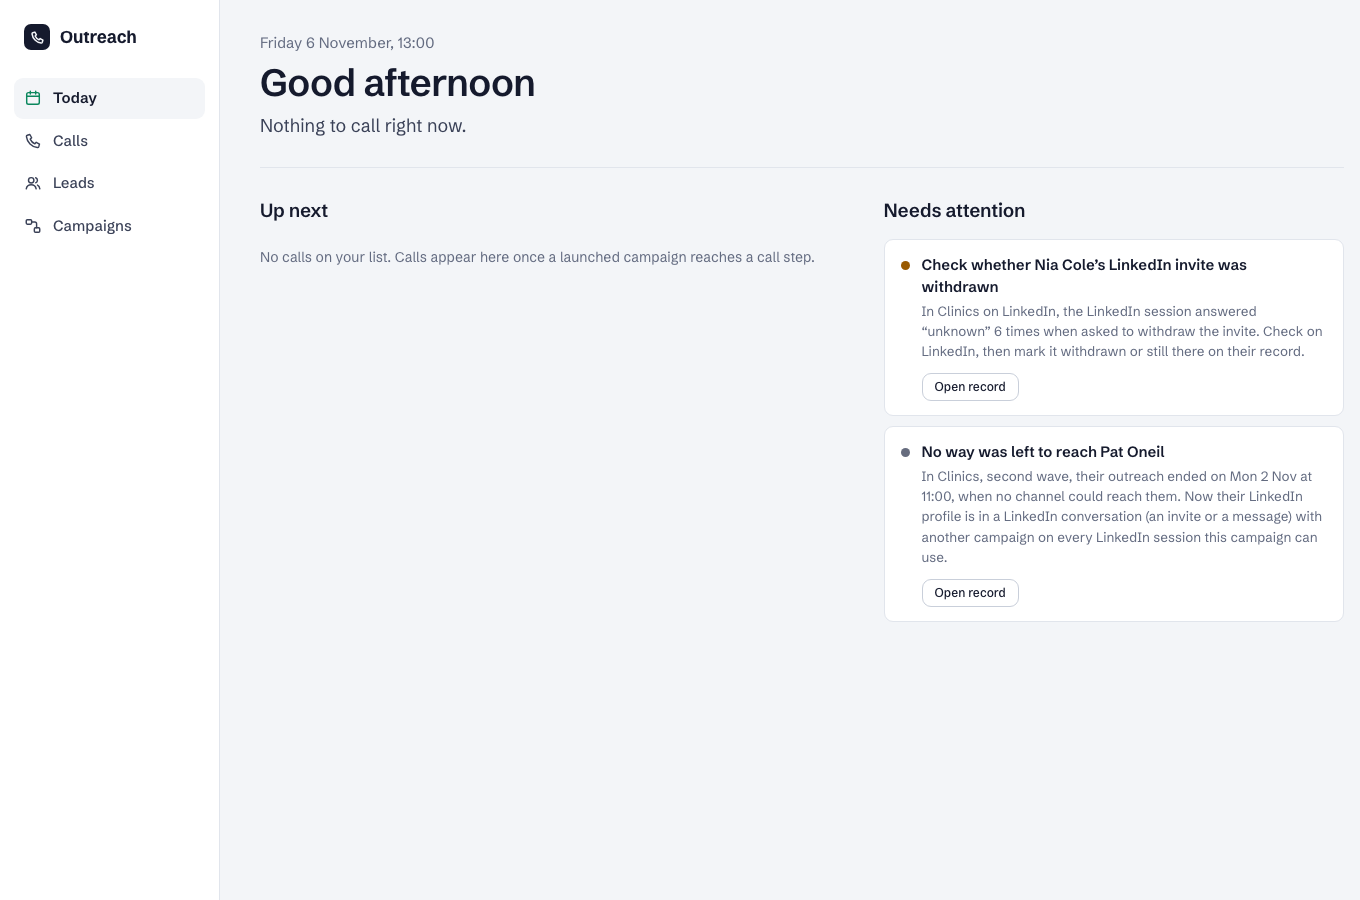 Outreach
Today
Calls
Leads
Campaigns
Friday 6 November, 13:00
Good afternoon
Nothing to call right now.
Up next
No calls on your list. Calls appear here once a launched campaign reaches a call step.
Needs attention
Check whether Nia Cole’s LinkedIn invite was
withdrawn
In Clinics on LinkedIn, the LinkedIn session answered
“unknown” 6 times when asked to withdraw the invite. Check on
LinkedIn, then mark it withdrawn or still there on their record.
Open record
No way was left to reach Pat Oneil
In Clinics, second wave, their outreach ended on Mon 2 Nov at
11:00, when no channel could reach them. Now their LinkedIn
profile is in a LinkedIn conversation (an invite or a message) with
another campaign on every LinkedIn session this campaign can
use.
Open record